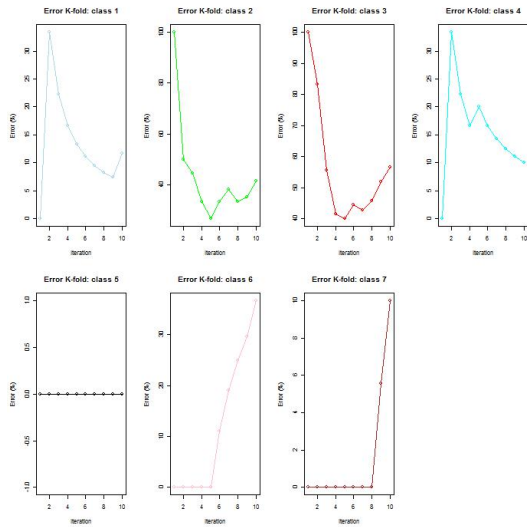 Error K-fold: class 1
Error (%)
0 5 10 15 20 25 30
2 4 6 8 10
Iteration
Error K-fold: class 2
Error (%)
40 60 80 100
2 4 6 8 10
Iteration
Error K-fold: class 3
Error (%)
40 50 60 70 80 90 100
2 4 6 8 10
Iteration
Error K-fold: class 4
Error (%)
0 5 10 15 20 25 30
2 4 6 8 10
Iteration
Error K-fold: class 5
Error (%)
-1.0 -0.5 0.0 0.5 1.0
2 4 6 8 10
Iteration
Error K-fold: class 6
Error (%)
0 10 20 30
2 4 6 8 10
Iteration
Error K-fold: class 7
Error (%)
0 2 4 6 8 10
2 4 6 8 10
Iteration